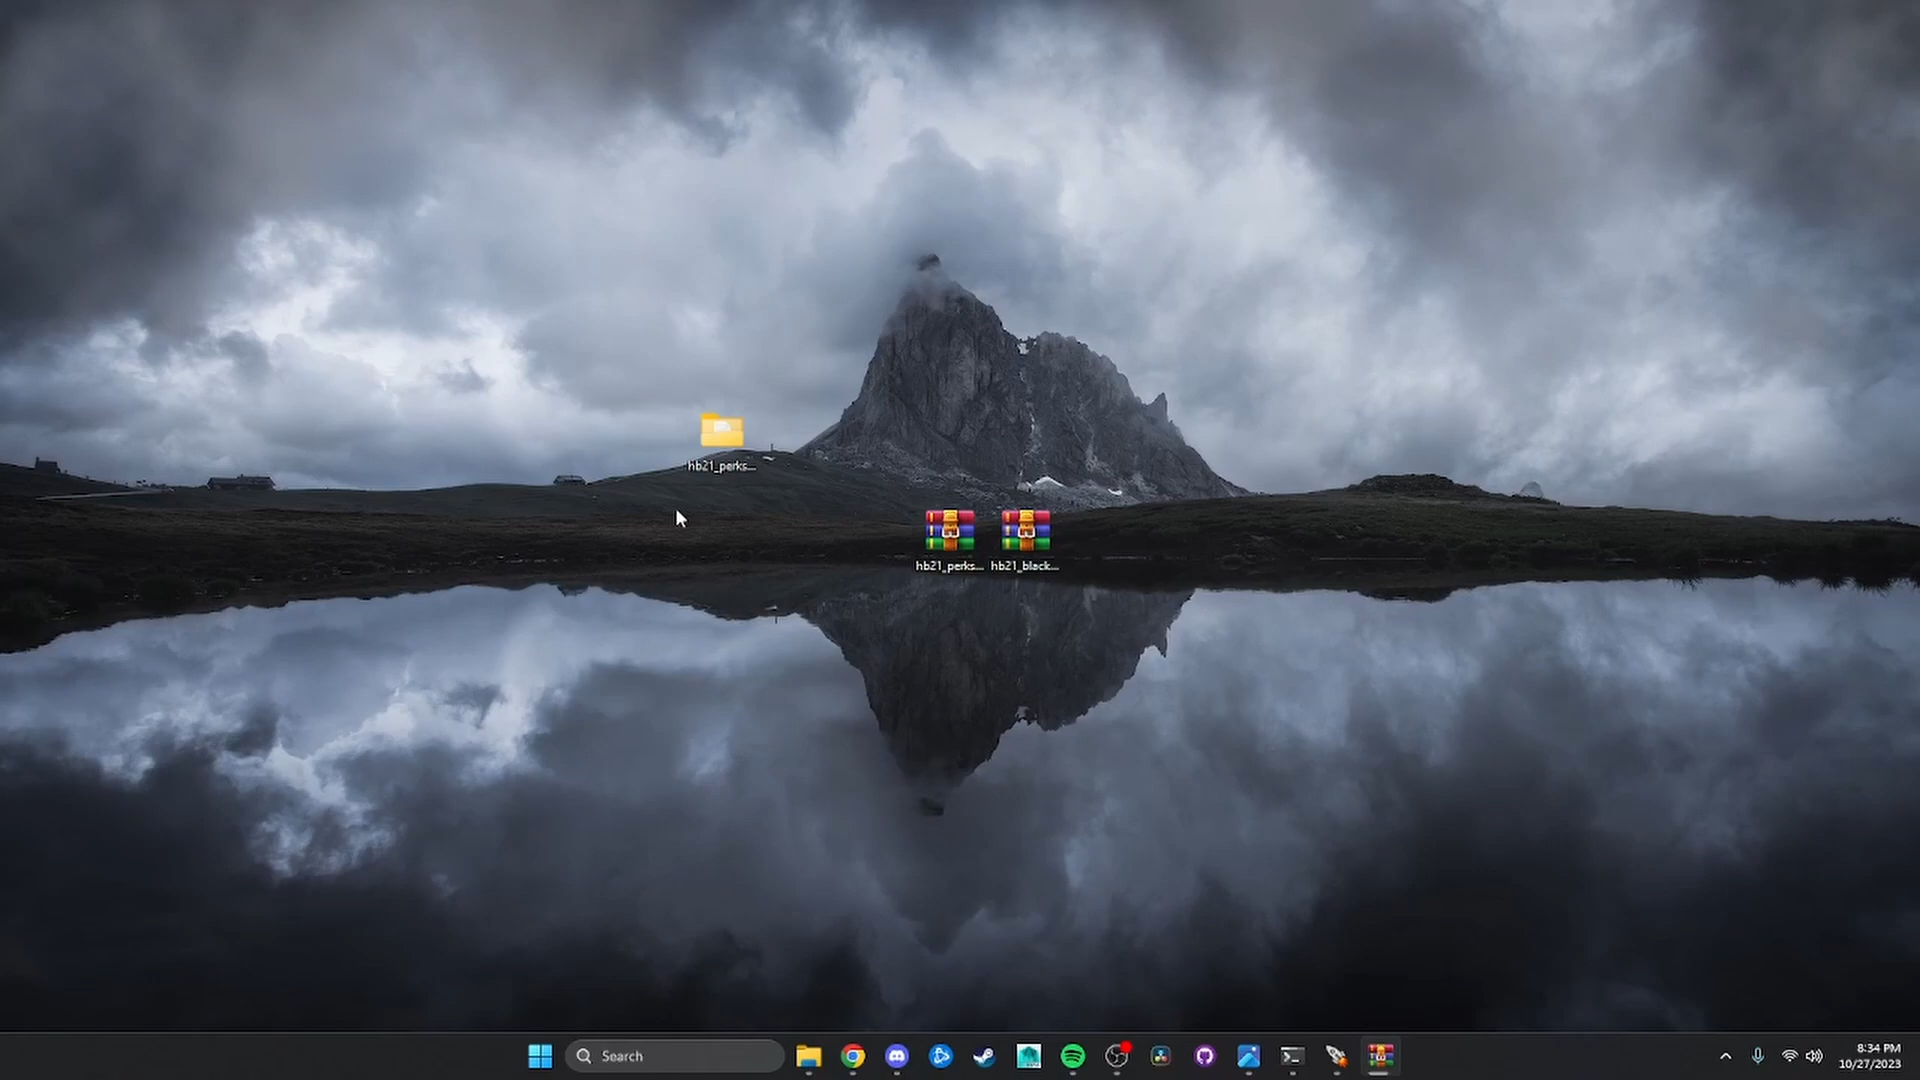 hb21_perks...
hb21_perks...
hb21_black...
Search
8:34 PM
10/27/2023